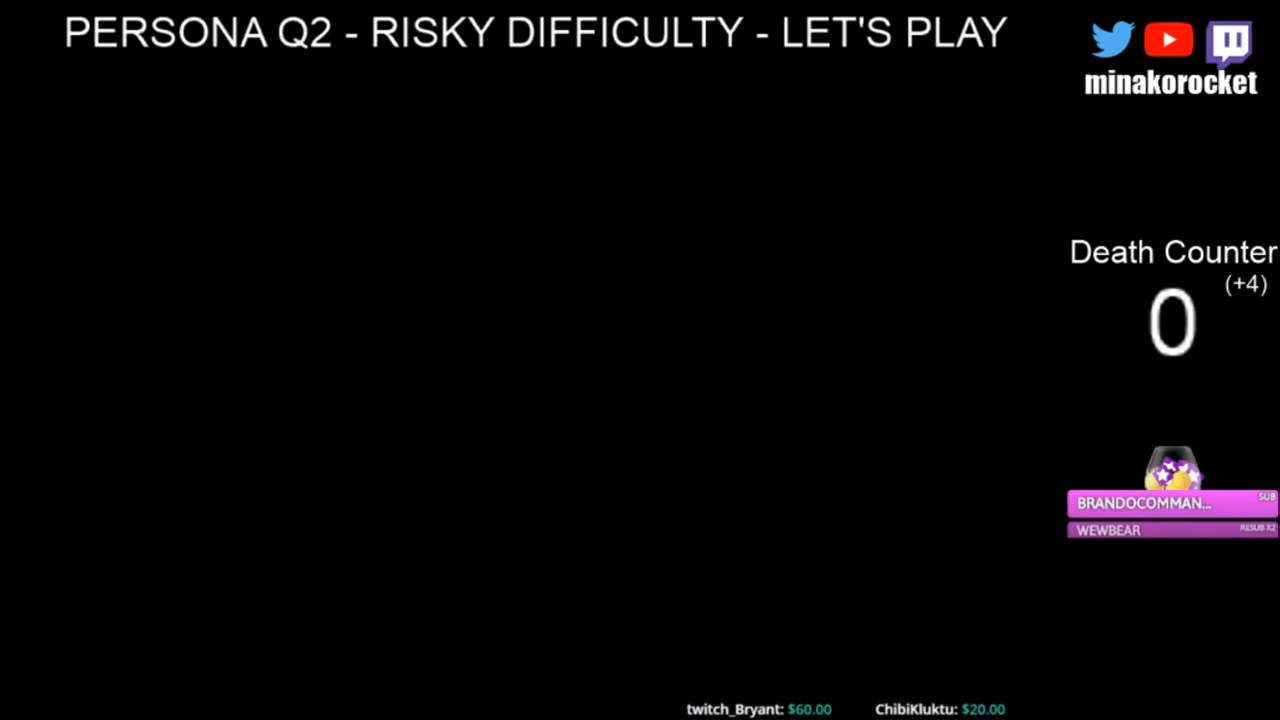 PERSONA Q2 - RISKY DIFFICULTY - LET'S PLAY
minakorocket
Death Counter
(+4)
0
BRANDOCOMMAN... SUB
WEWBEAR RESUB X2
twitch_Bryant: $60.00 ChibiKluktu: $20.00